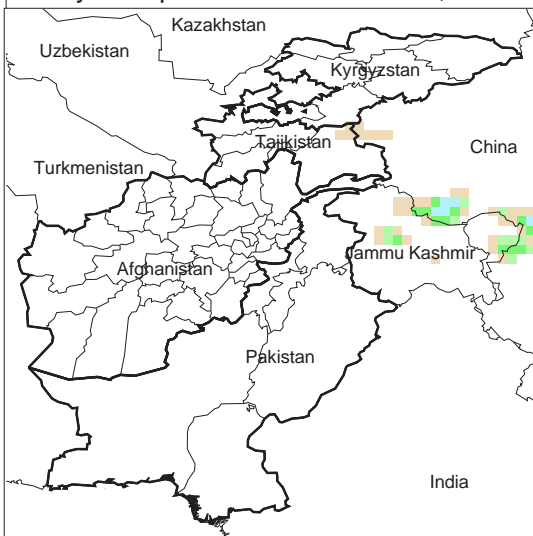 Kazakhstan
Uzbekistan
Kyrgyzstan
Tajikistan
China
Turkmenistan
Jammu Kashmir
Afghanistan
Pakistan
India